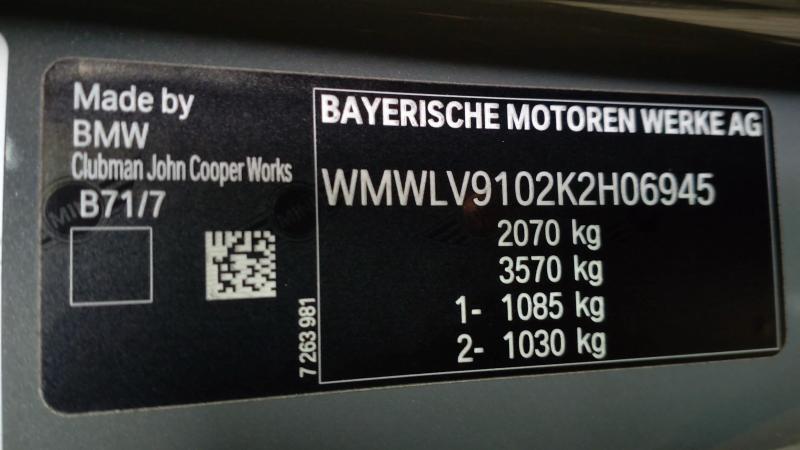 Made by
BMW
Clubman John Cooper Works
B71/7
7 263 981
BAYERISCHE MOTOREN WERKE AG
WMWLV9102K2H06945
2070 kg
3570 kg
1- 1085 kg
2- 1030 kg